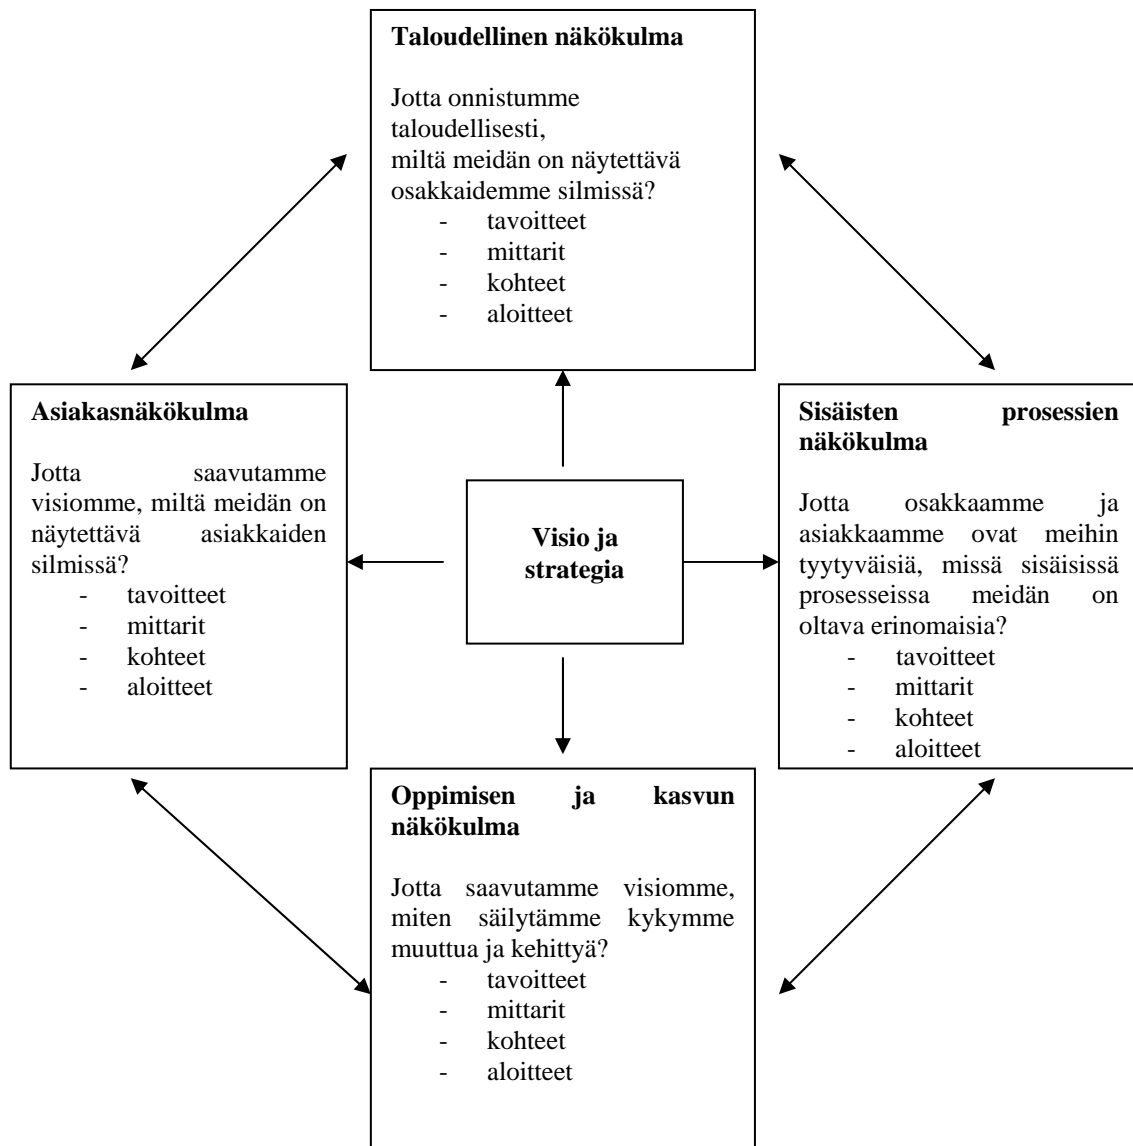 Taloudellinen näkökulma
Jotta onnistumme
taloudellisesti,
miltä meidän on näytettävä
osakkaidemme silmissä?
- tavoitteet
- mittarit
- kohteet
- aloitteet
Asiakasnäkökulma
Jotta saavutamme
visiomme, miltä meidän on
näytettävä asiakkaiden
silmissä?
- tavoitteet
- mittarit
- kohteet
- aloitteet
Visio ja
strategia
Sisäisten prosessien
näkökulma
Jotta osakkaamme ja
asiakkaamme ovat meihin
tyytyväisiä, missä sisäisissä
prosesseissa meidän on
oltava erinomaisia?
- tavoitteet
- mittarit
- kohteet
- aloitteet
Oppimisen ja kasvun
näkökulma
Jotta saavutamme visiomme,
miten säilytämme kykymme
muuttua ja kehittyä?
- tavoitteet
- mittarit
- kohteet
- aloitteet